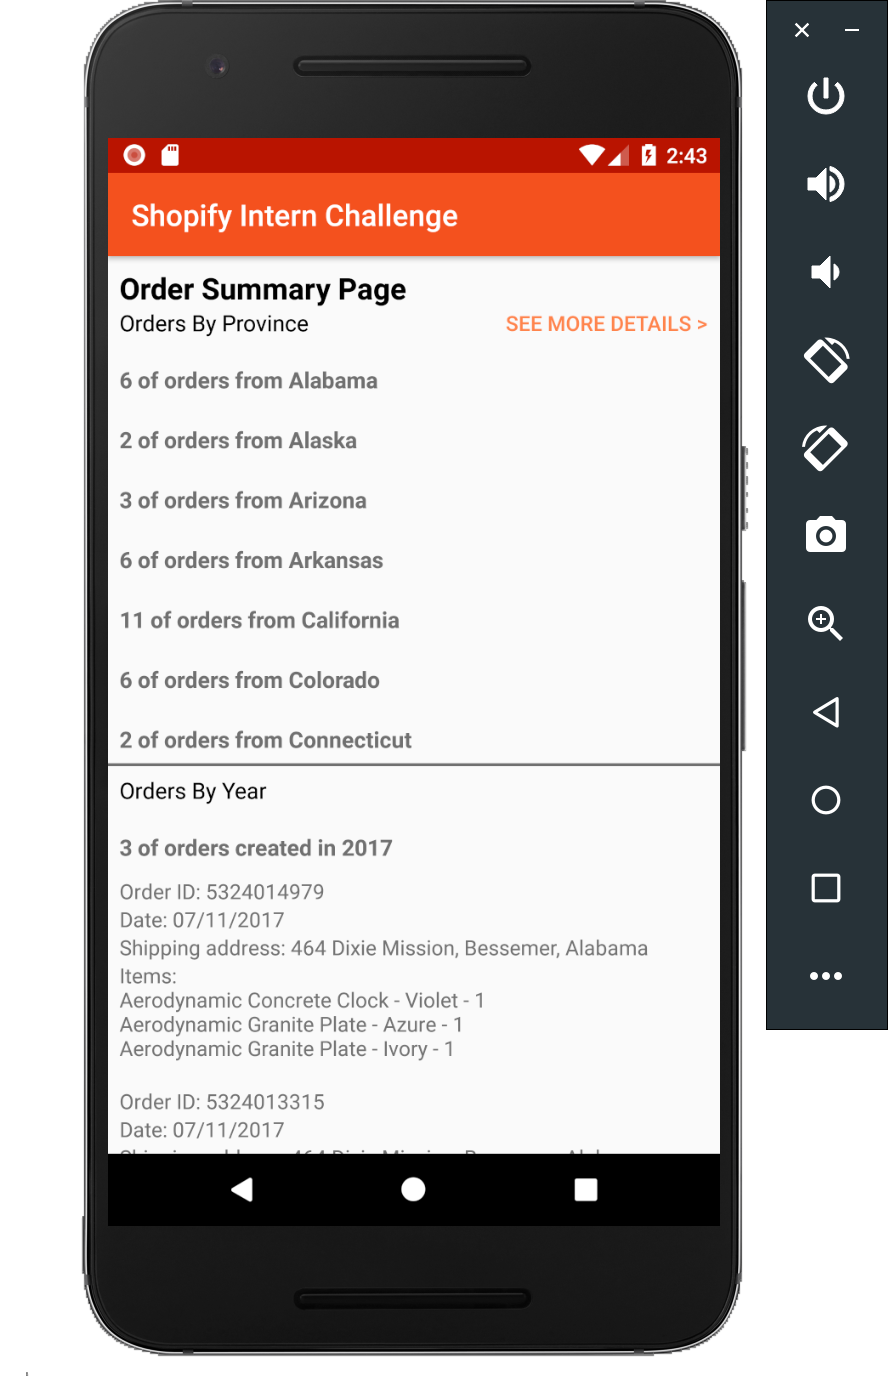 2:43
Shopify Intern Challenge
Order Summary Page
Orders By Province SEE MORE DETAILS >
6 of orders from Alabama
2 of orders from Alaska
3 of orders from Arizona
6 of orders from Arkansas
11 of orders from California
6 of orders from Colorado
2 of orders from Connecticut
Orders By Year
3 of orders created in 2017
Order ID: 5324014979
Date: 07/11/2017
Shipping address: 464 Dixie Mission, Bessemer, Alabama
Items:
Aerodynamic Concrete Clock - Violet - 1
Aerodynamic Granite Plate - Azure - 1
Aerodynamic Granite Plate - Ivory - 1
Order ID: 5324013315
Date: 07/11/2017